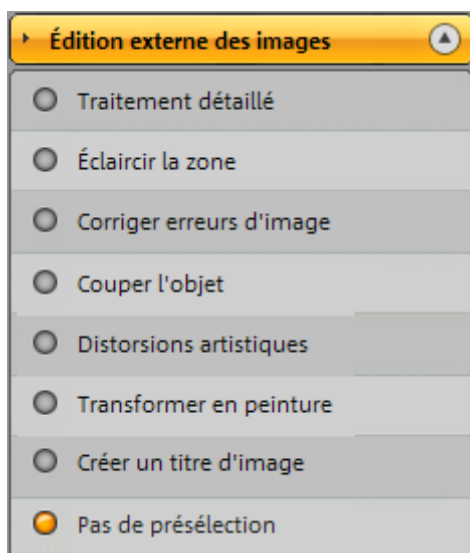 Édition externe des images
Traitement détaillé
Éclaircir la zone
Corriger erreurs d'image
Couper l'objet
Distorsions artistiques
Transformer en peinture
Créer un titre d'image
Pas de présélection